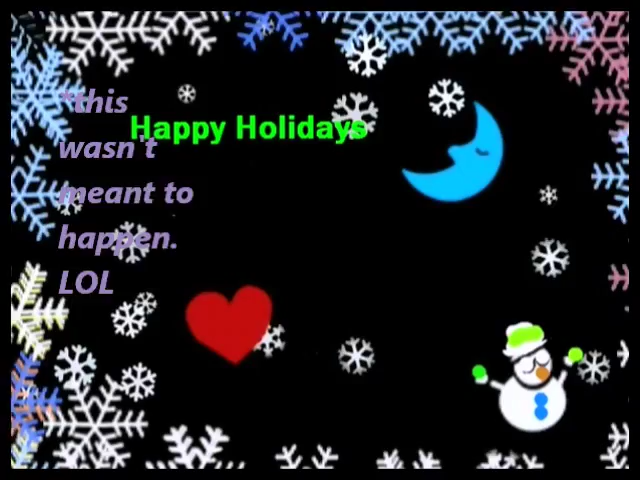 *this
Happy Holidays
wasn't
meant to
happen.
LOL